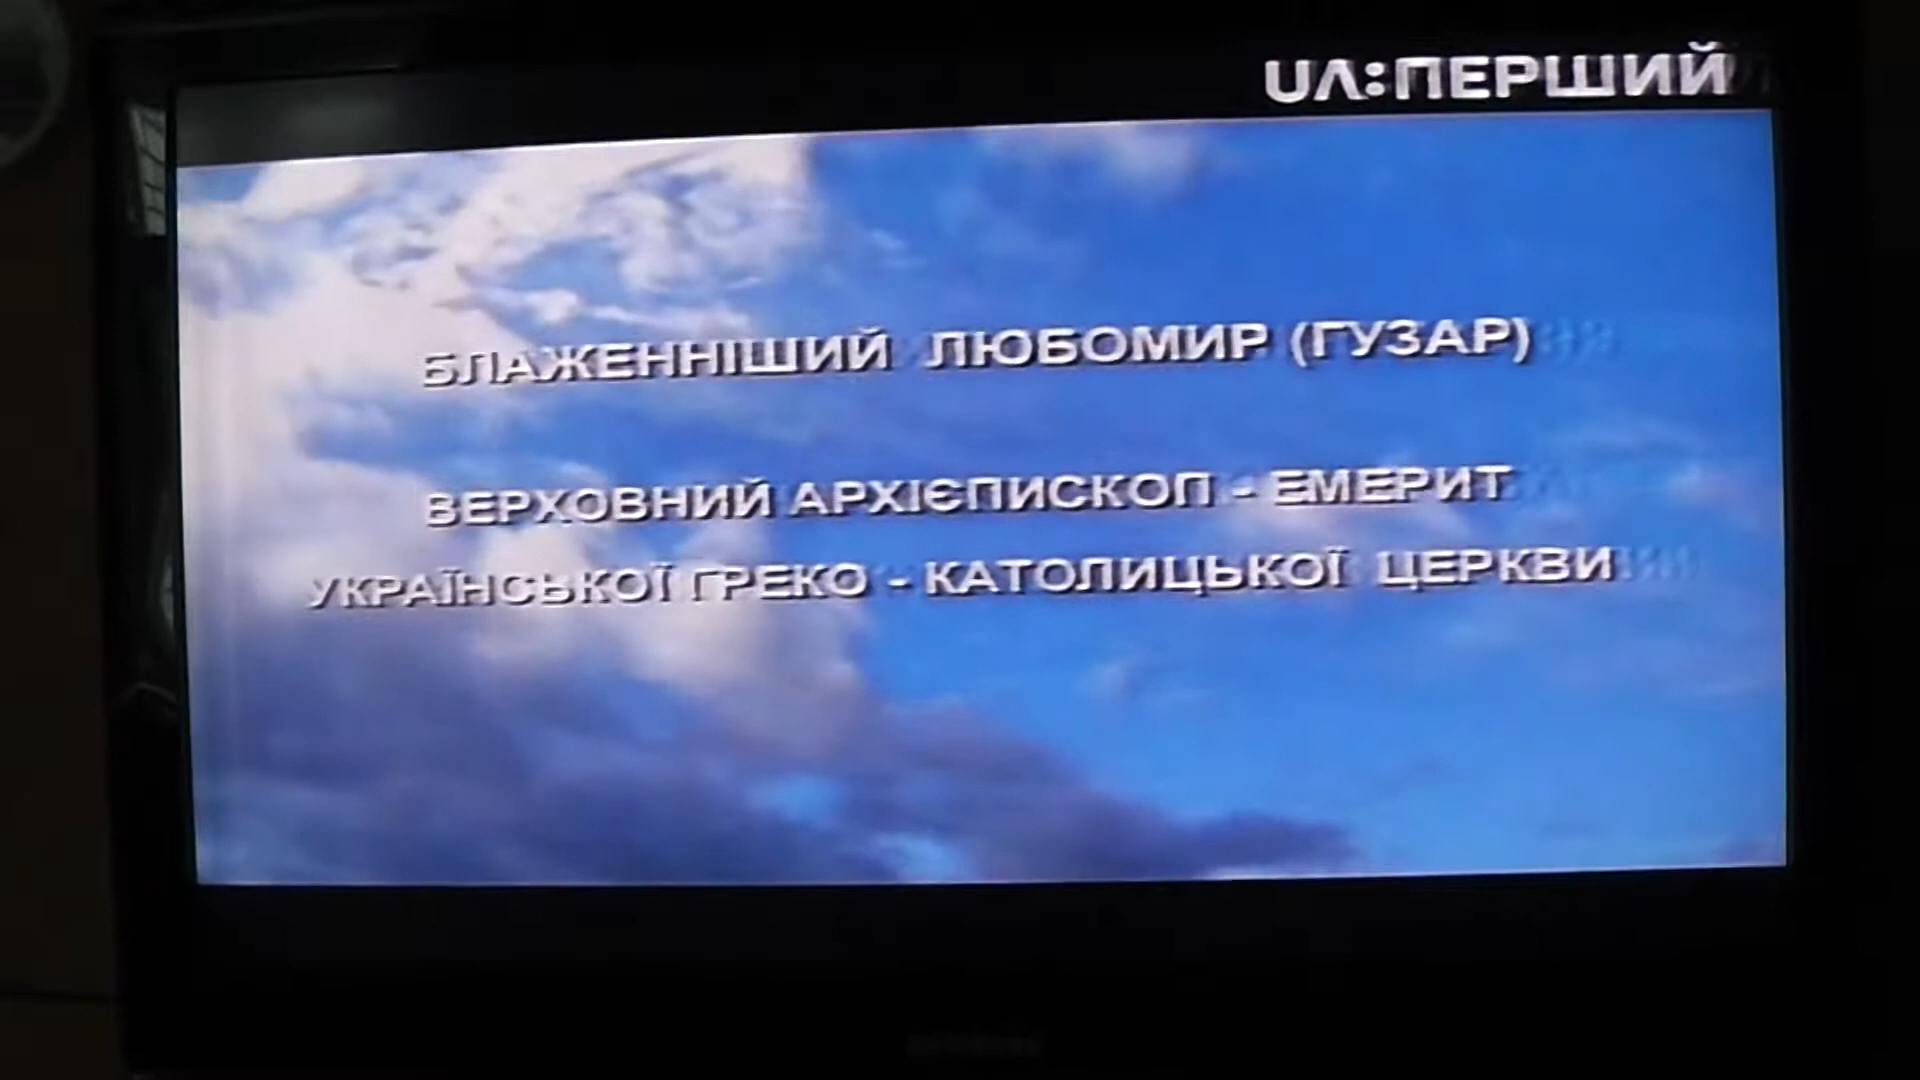 UA:ПЕРШИЙ
БЛАЖЕННІШИЙ ЛЮБОМИР (ГУЗАР)
ВЕРХОВНИЙ АРХІЄПИСКОП - ЕМЕРИТ
УКРАЇНСЬКОЇ ГРЕКО - КАТОЛИЦЬКОЇ ЦЕРКВИ